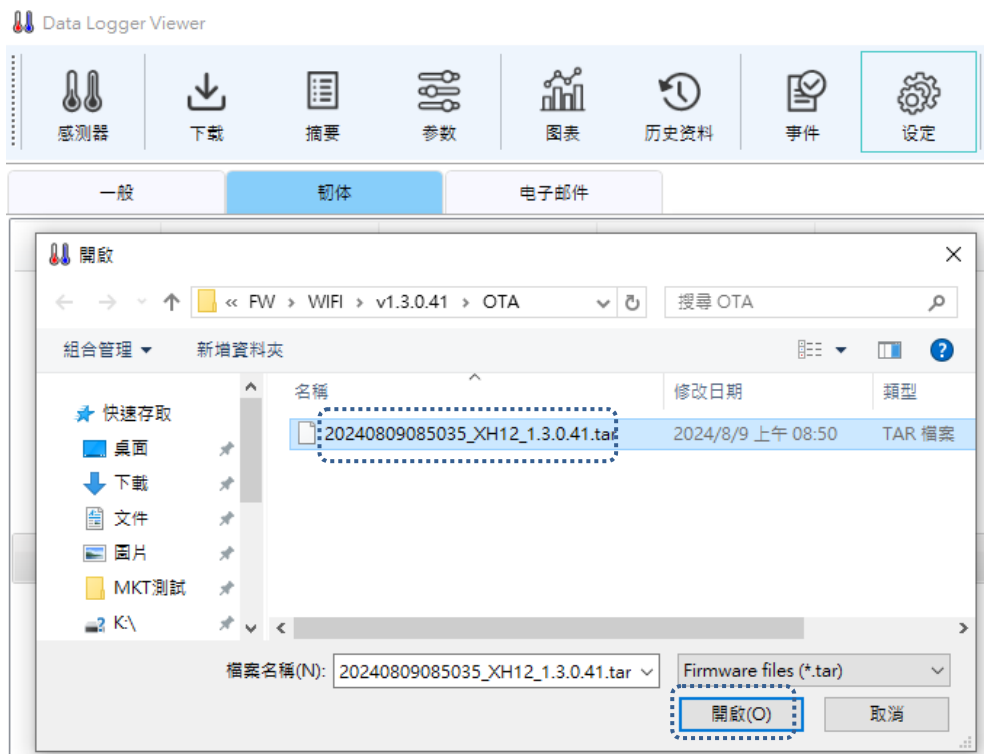 Data Logger Viewer
感测器 下载 摘要 参数 图表 历史资料 事件 设定
一般 韧体 电子邮件
開啟
« FW › WIFI › v1.3.0.41 › OTA 搜尋 OTA
組合管理 新增資料夾 ?
名稱 修改日期 類型
快速存取
20240809085035_XH12_1.3.0.41.tar 2024/8/9 上午 08:50 TAR 檔案
桌面
下載
文件
圖片
MKT測試
K:\
檔案名稱(N): 20240809085035_XH12_1.3.0.41.tar Firmware files (*.tar)
開啟(O) 取消